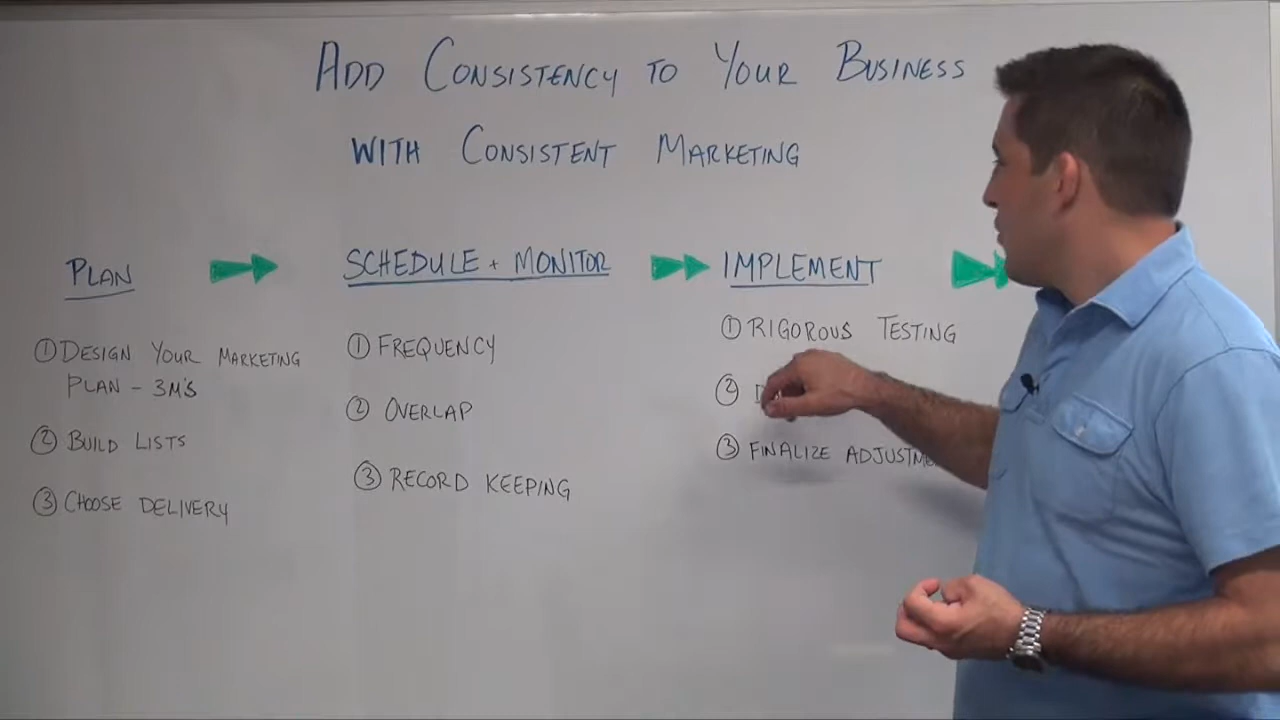 ADD CONSISTENCY TO YOUR BUSINESS
WITH CONSISTENT MARKETING
PLAN
① DESIGN YOUR MARKETING
PLAN - 3M'S
② BUILD LISTS
③ CHOOSE DELIVERY
SCHEDULE + MONITOR
① FREQUENCY
② OVERLAP
③ RECORD KEEPING
IMPLEMENT
① RIGOROUS TESTING
②
③ FINALIZE